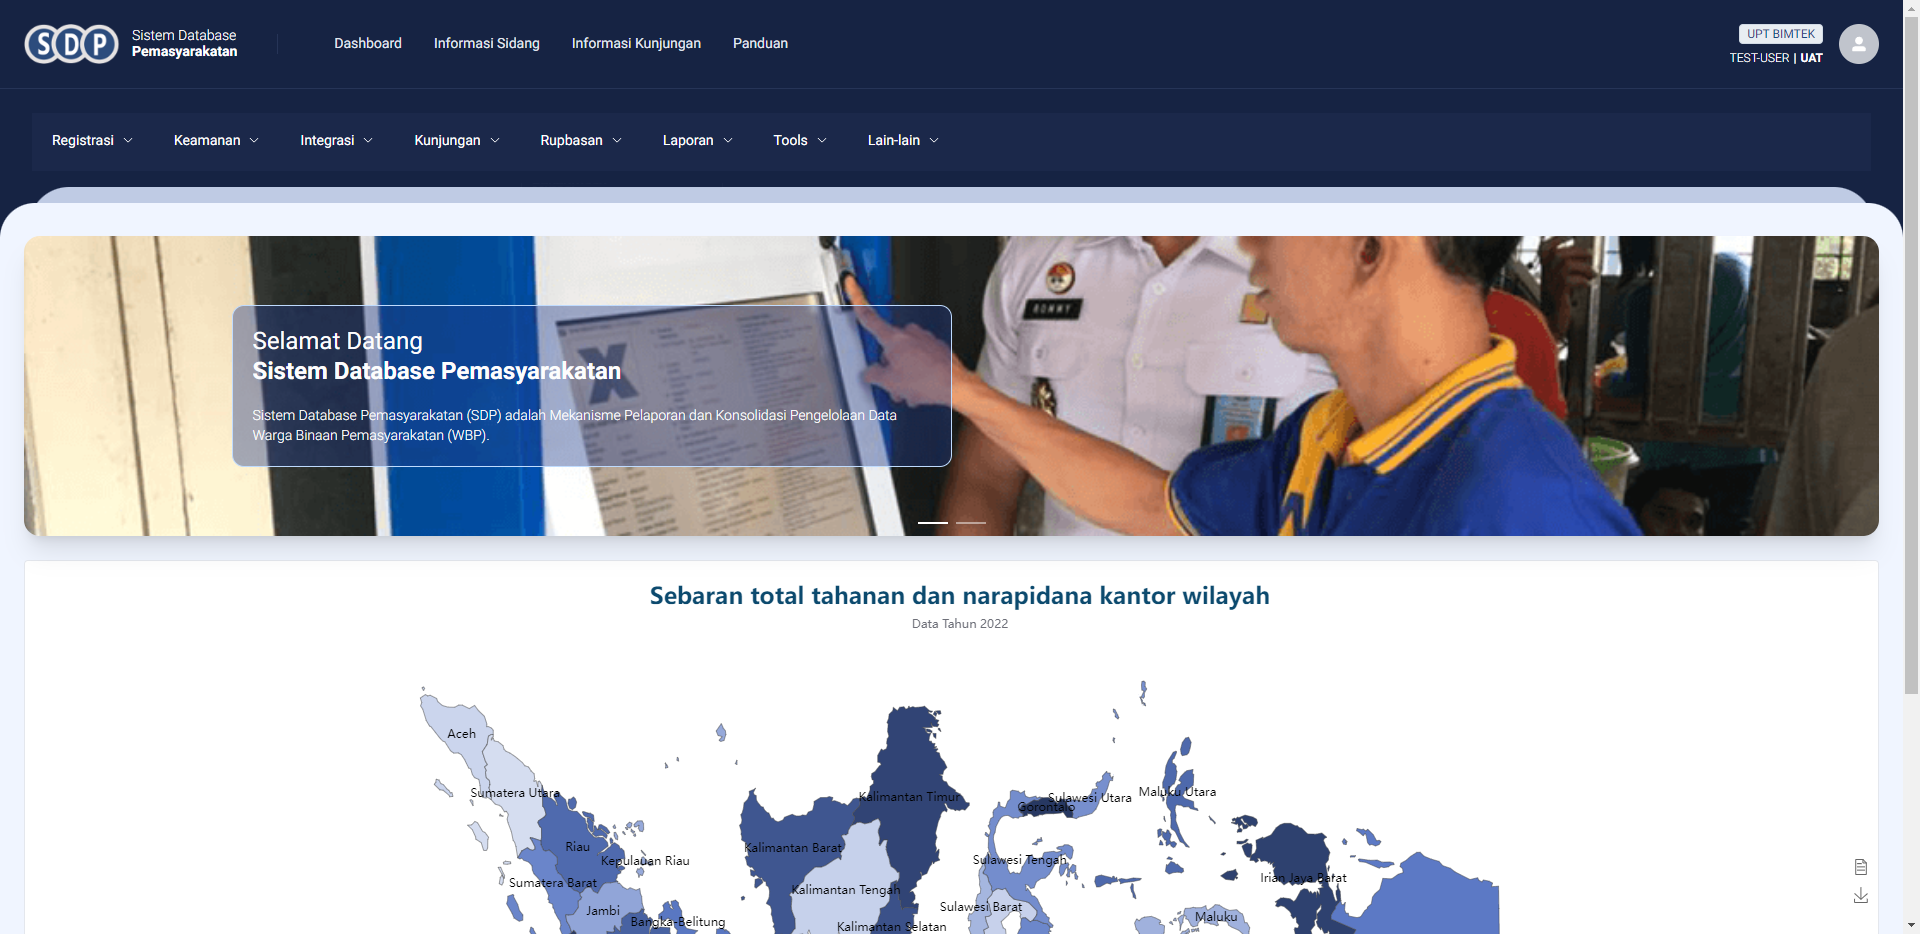 SDP
Sistem Database
Pemasyarakatan
Dashboard
Informasi Sidang
Informasi Kunjungan
Panduan
UPT BIMTEK
TEST-USER | UAT
Registrasi
Keamanan
Integrasi
Kunjungan
Rupbasan
Laporan
Tools
Lain-lain
RONNY
X
Selamat Datang
Sistem Database Pemasyarakatan
Sistem Database Pemasyarakatan (SDP) adalah Mekanisme Pelaporan dan Konsolidasi Pengelolaan Data
Warga Binaan Pemasyarakatan (WBP).
Sebaran total tahanan dan narapidana kantor wilayah
Data Tahun 2022
Aceh
Sumatera Utara
Riau
Kepulauan Riau
Sumatera Barat
Jambi
Bangka-Belitung
Kalimantan Timur
Kalimantan Barat
Kalimantan Tengah
Kalimantan Selatan
Gorontalo
Sulawesi Utara
Maluku Utara
Sulawesi Tengah
Sulawesi Barat
Irian Jaya Barat
Maluku